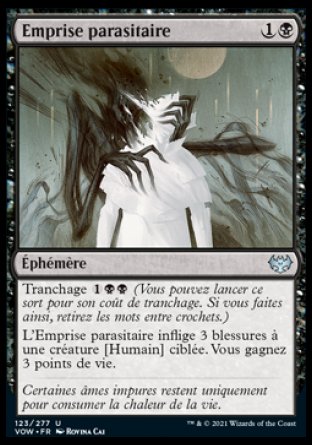 Emprise parasitaire 1
Éphémère
Tranchage 1 (Vous pouvez lancer ce
sort pour son coût de tranchage. Si vous faites
ainsi, retirez les mots entre crochets.)
L'Emprise parasitaire inflige 3 blessures à
une créature [Humain] ciblée. Vous gagnez
3 points de vie.
Certaines âmes impures restent uniquement
pour consumer la chaleur de la vie.
123/277 U
VOW • FR Rovina Cai
™ & © 2021 Wizards of the Coast